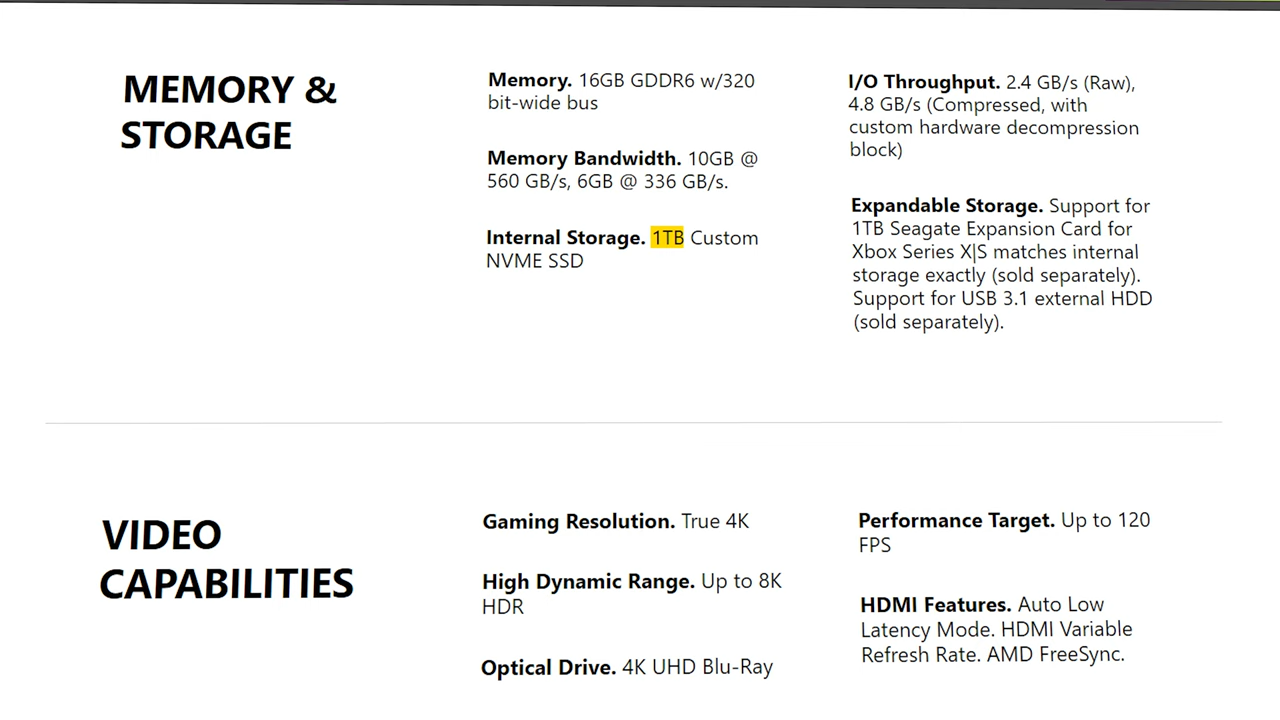 MEMORY &
STORAGE
Memory. 16GB GDDR6 w/320
bit-wide bus
Memory Bandwidth. 10GB @
560 GB/s, 6GB @ 336 GB/s.
Internal Storage. 1TB Custom
NVME SSD
I/O Throughput. 2.4 GB/s (Raw),
4.8 GB/s (Compressed, with
custom hardware decompression
block)
Expandable Storage. Support for
1TB Seagate Expansion Card for
Xbox Series X|S matches internal
storage exactly (sold separately).
Support for USB 3.1 external HDD
(sold separately).
VIDEO
CAPABILITIES
Gaming Resolution. True 4K
High Dynamic Range. Up to 8K
HDR
Optical Drive. 4K UHD Blu-Ray
Performance Target. Up to 120
FPS
HDMI Features. Auto Low
Latency Mode. HDMI Variable
Refresh Rate. AMD FreeSync.